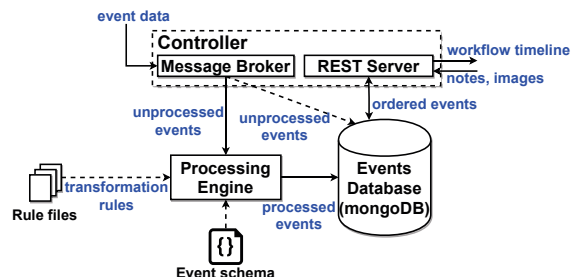 event data
Controller
Message Broker
REST Server
workflow timeline
notes, images
unprocessed
events
unprocessed
events
ordered events
Processing
Engine
Events
Database
(mongoDB)
transformation
rules
processed
events
Rule files
{}
Event schema